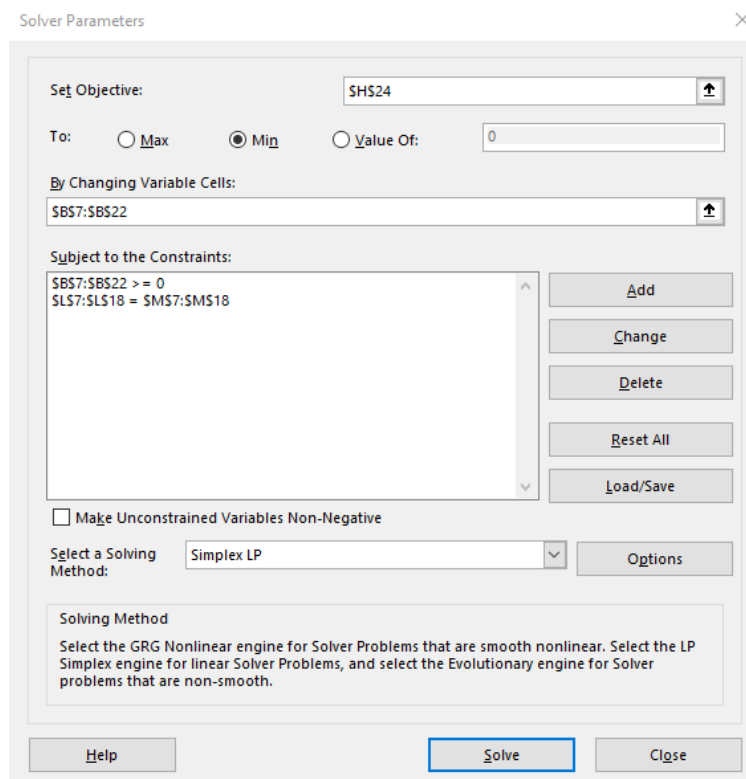 Solver Parameters
Set Objective:
$H$24
To:
Max
Min
Value Of:
0
By Changing Variable Cells:
$B$7:$B$22
Subject to the Constraints:
$B$7:$B$22 >= 0
$L$7:$L$18 = $M$7:$M$18
Add
Change
Delete
Reset All
Load/Save
Make Unconstrained Variables Non-Negative
Select a Solving
Method:
Simplex LP
Options
Solving Method
Select the GRG Nonlinear engine for Solver Problems that are smooth nonlinear. Select the LP
Simplex engine for linear Solver Problems, and select the Evolutionary engine for Solver
problems that are non-smooth.
Help
Solve
Close